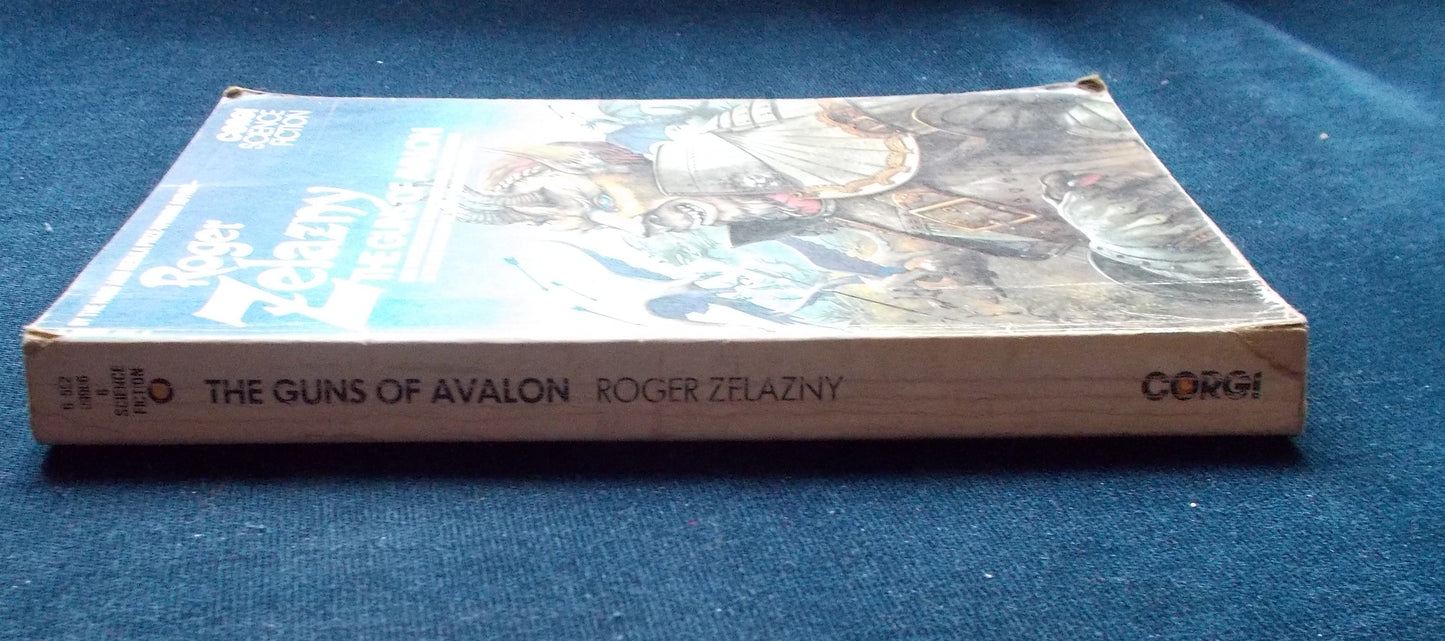 CORGI
SCIENCE
FICTION
Roger
Zelazny
THE GUNS OF AVALON
SCIENCE
FICTION
THE GUNS OF AVALON ROGER ZELAZNY
CORGI